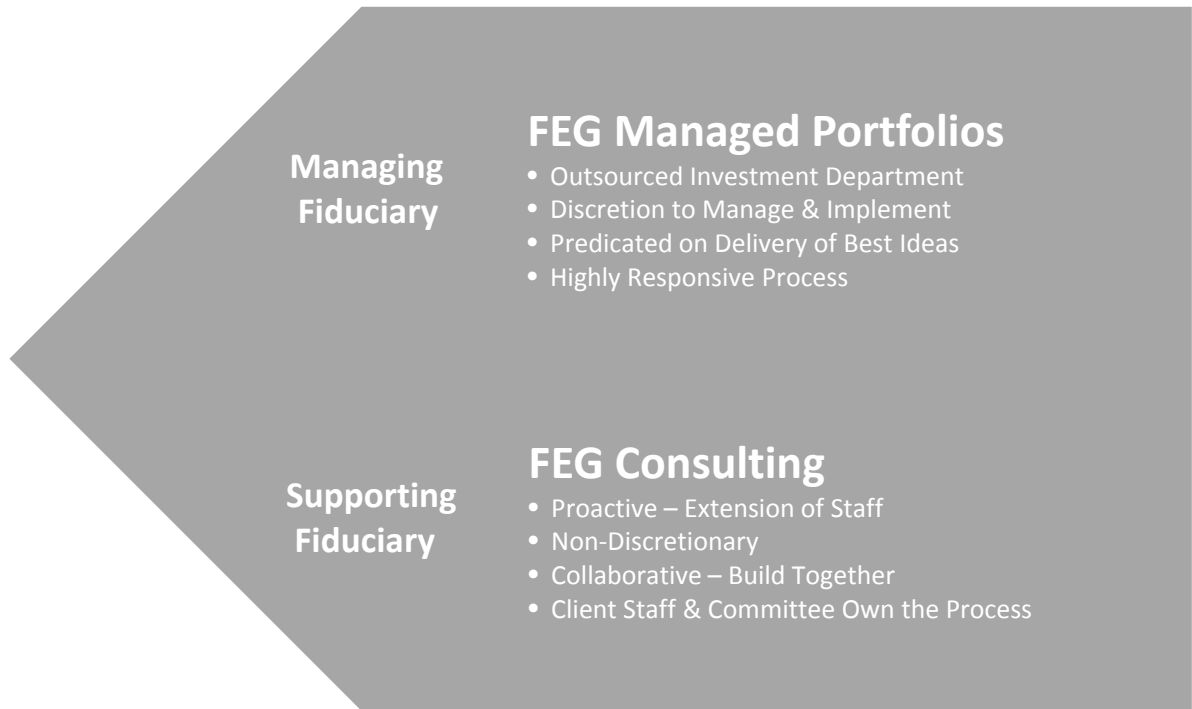 Managing
Fiduciary
FEG Managed Portfolios
• Outsourced Investment Department
• Discretion to Manage & Implement
• Predicated on Delivery of Best Ideas
• Highly Responsive Process
Supporting
Fiduciary
FEG Consulting
• Proactive – Extension of Staff
• Non-Discretionary
• Collaborative – Build Together
• Client Staff & Committee Own the Process